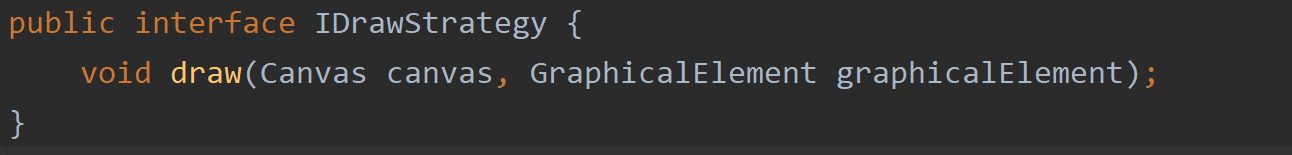 public interface IDrawStrategy {
    void draw(Canvas canvas, GraphicalElement graphicalElement);
}